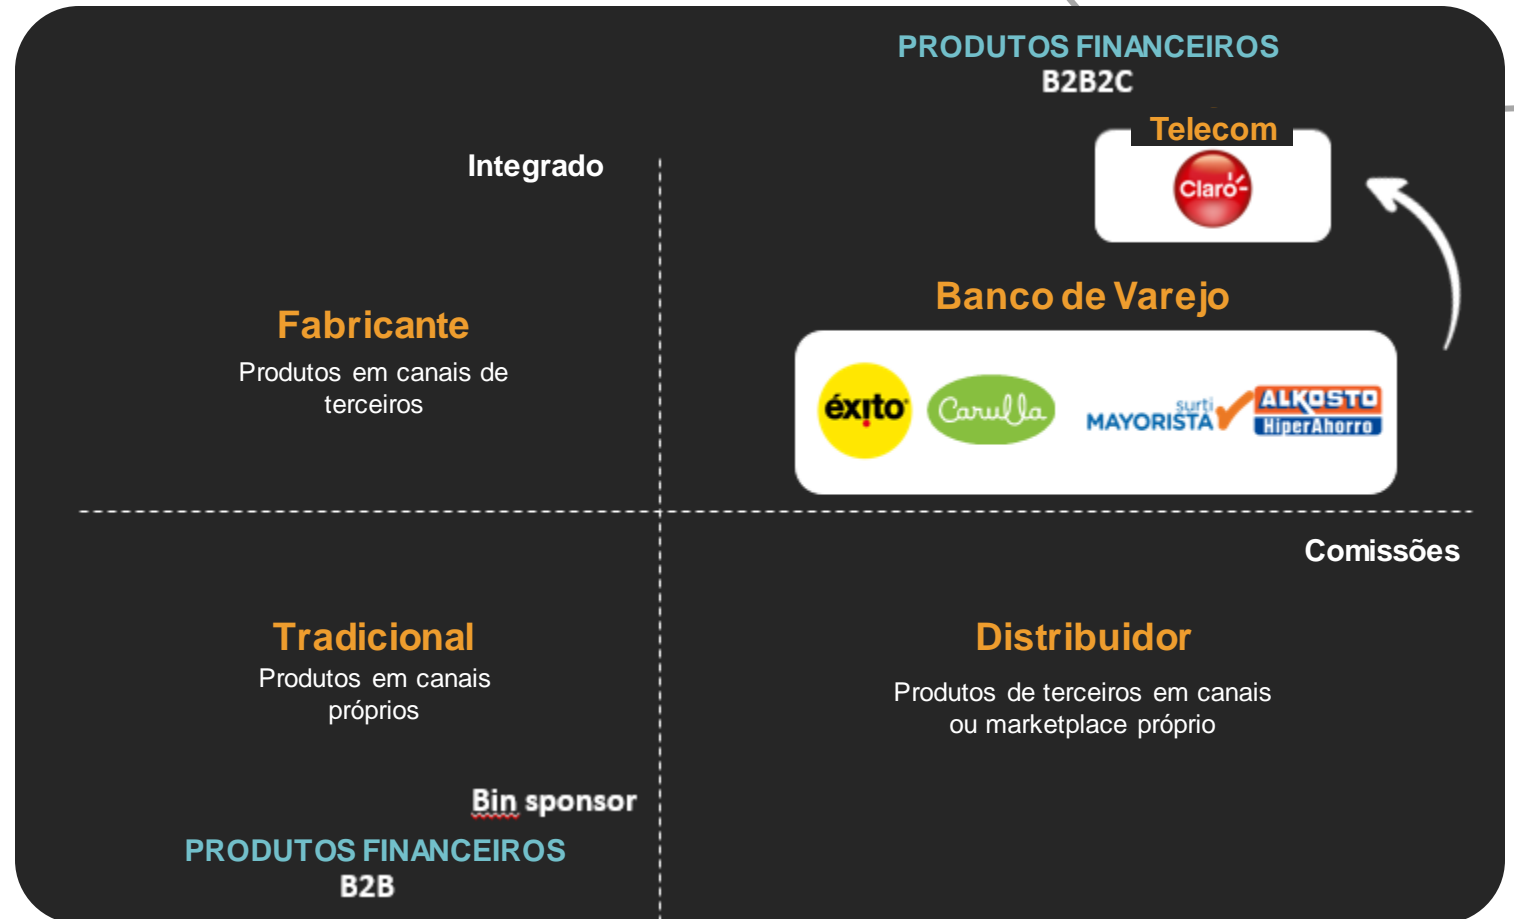 PRODUTOS FINANCEIROS
B2B2C
Telecom
Claro
Integrado
Banco de Varejo
Fabricante
Produtos em canais de
terceiros
éxito
Carulla
surti
MAYORISTA
ALKOSTO
HiperAhorro
Comissões
Tradicional
Produtos em canais
próprios
Distribuidor
Produtos de terceiros em canais
ou marketplace próprio
Bin sponsor
PRODUTOS FINANCEIROS
B2B